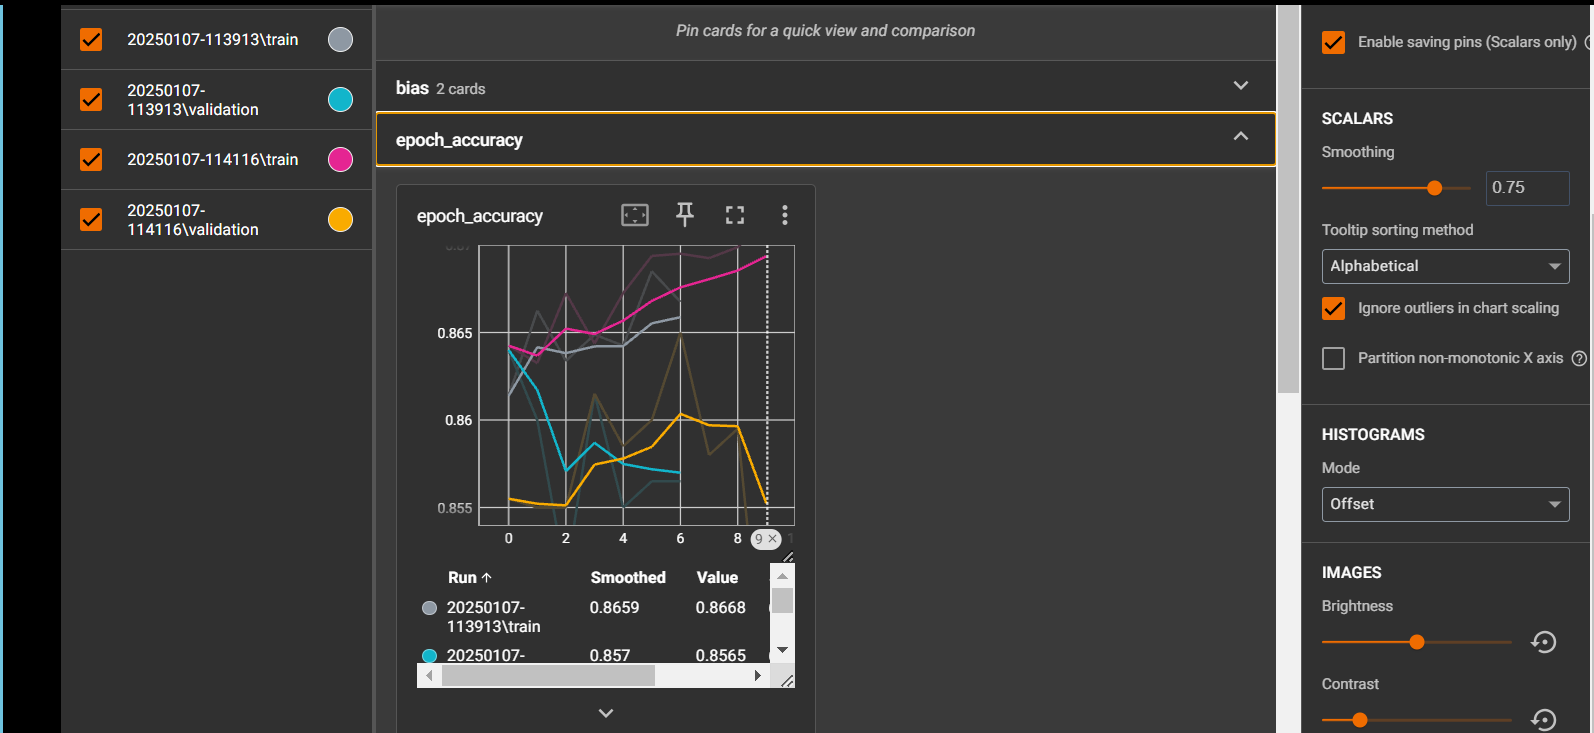 20250107-113913\train
20250107-
113913\validation
20250107-114116\train
20250107-
114116\validation
Pin cards for a quick view and comparison
bias 2 cards
epoch_accuracy
epoch_accuracy
0.87
0.865
0.86
0.855
0 2 4 6 8 9 × 1
Run ↑ Smoothed Value
20250107- 0.8659 0.8668
113913\train
20250107- 0.857 0.8565
Enable saving pins (Scalars only)
SCALARS
Smoothing
0.75
Tooltip sorting method
Alphabetical
Ignore outliers in chart scaling
Partition non-monotonic X axis ?
HISTOGRAMS
Mode
Offset
IMAGES
Brightness
Contrast